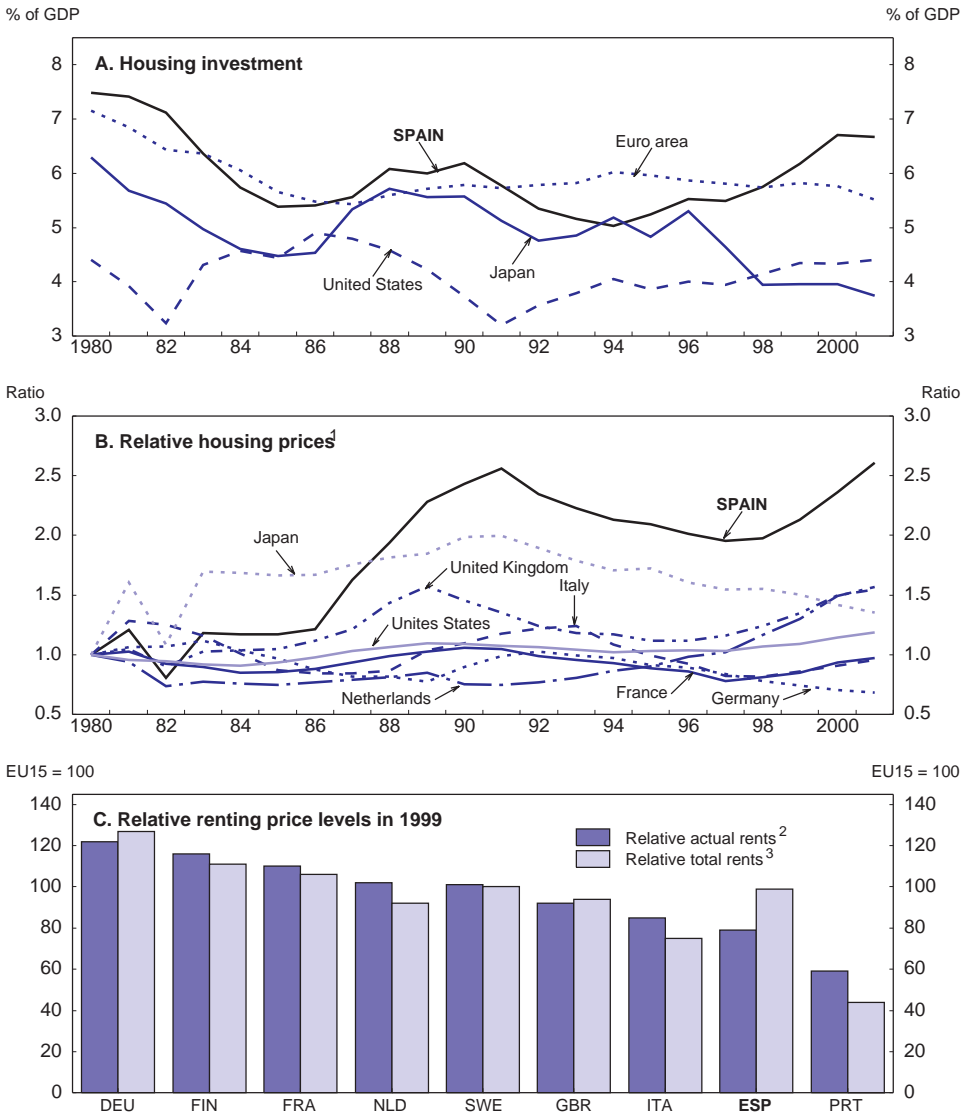 % of GDP % of GDP
A. Housing investment
8 8
7 7
SPAIN
Euro area
6 6
5 5
Japan
United States
4 4
3 3
1980 82 84 86 88 90 92 94 96 98 2000
Ratio Ratio
3.0 3.0
B. Relative housing prices¹
2.5 2.5
SPAIN
2.0 2.0
Japan
United Kingdom
Italy
1.5 1.5
Unites States
1.0 1.0
Netherlands France Germany
0.5 0.5
1980 82 84 86 88 90 92 94 96 98 2000
EU15 = 100 EU15 = 100
140 140
C. Relative renting price levels in 1999
Relative actual rents²
120 120
Relative total rents³
100 100
80 80
60 60
40 40
20 20
0 0
DEU FIN FRA NLD SWE GBR ITA ESP PRT